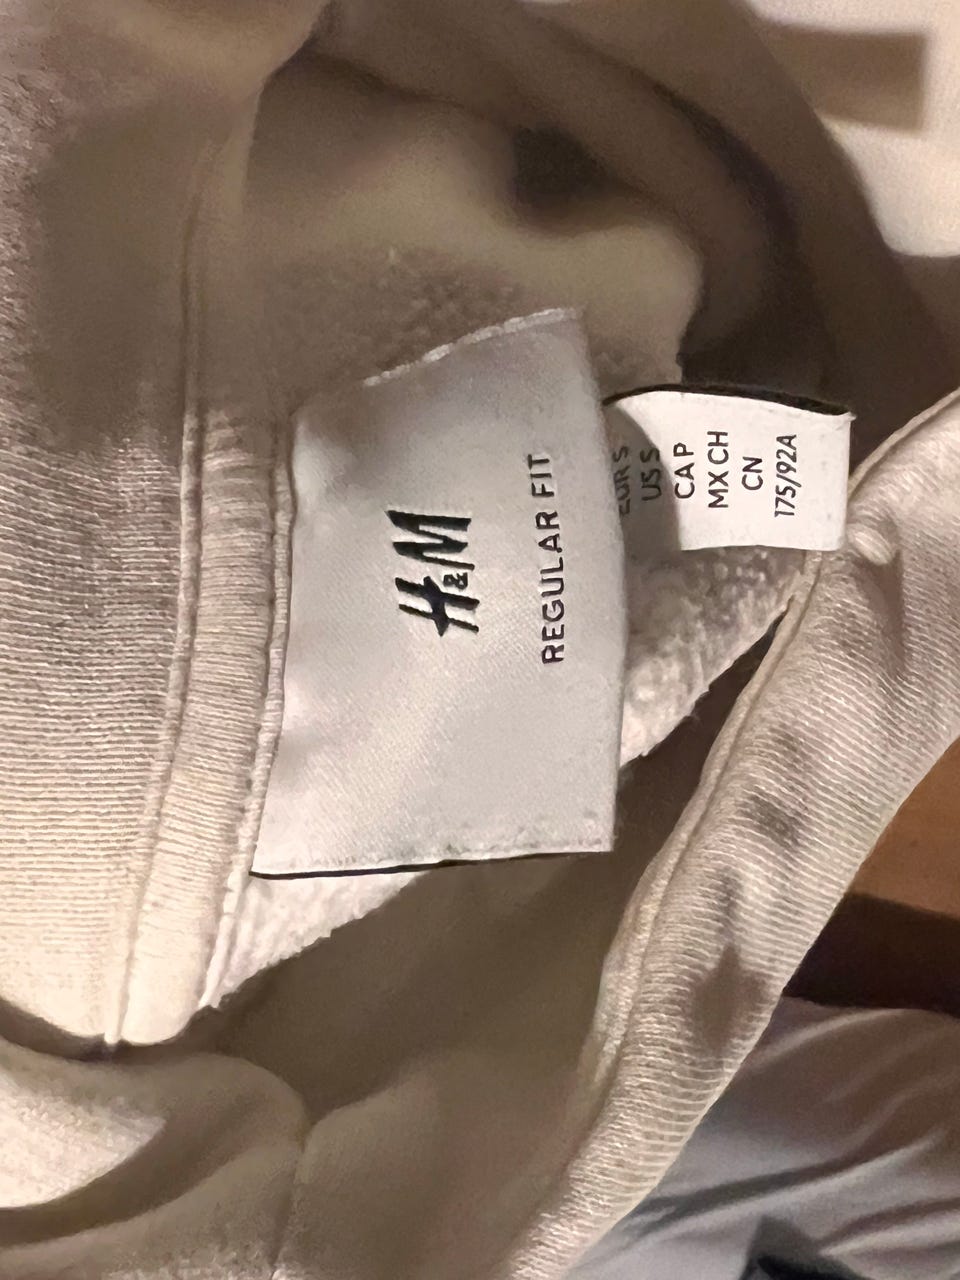 H&M
REGULAR FIT
EUR S
US S
CA P
MX CH
CN
175/92A